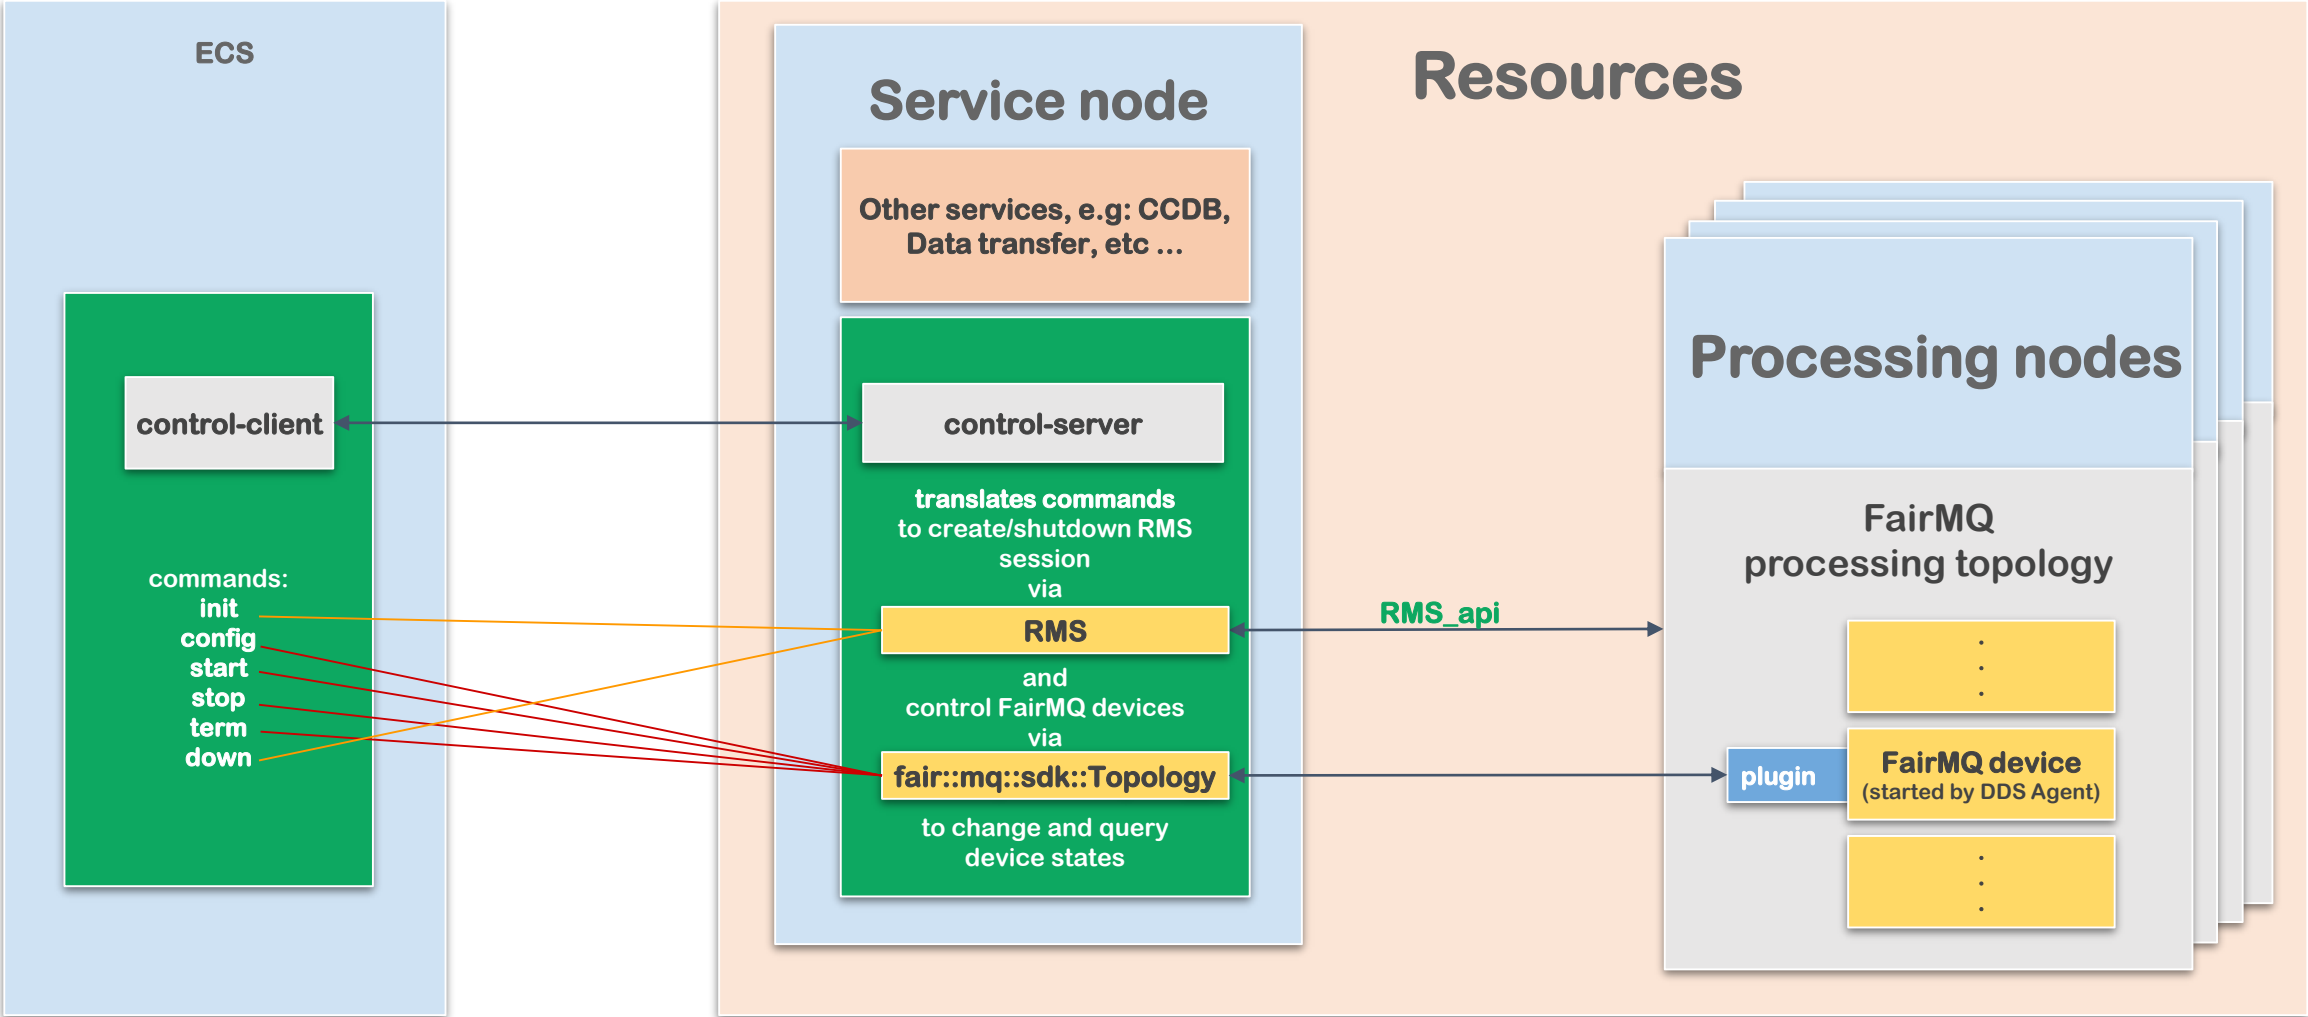 ECS
control-client
commands:
init
config
start
stop
term
down
Service node
Other services, e.g: CCDB,
Data transfer, etc ...
control-server
translates commands
to create/shutdown RMS
session
via
RMS
and
control FairMQ devices
via
fair::mq::sdk::Topology
to change and query
device states
Resources
RMS_api
Processing nodes
FairMQ
processing topology
.
.
.
plugin
FairMQ device
(started by DDS Agent)
.
.
.